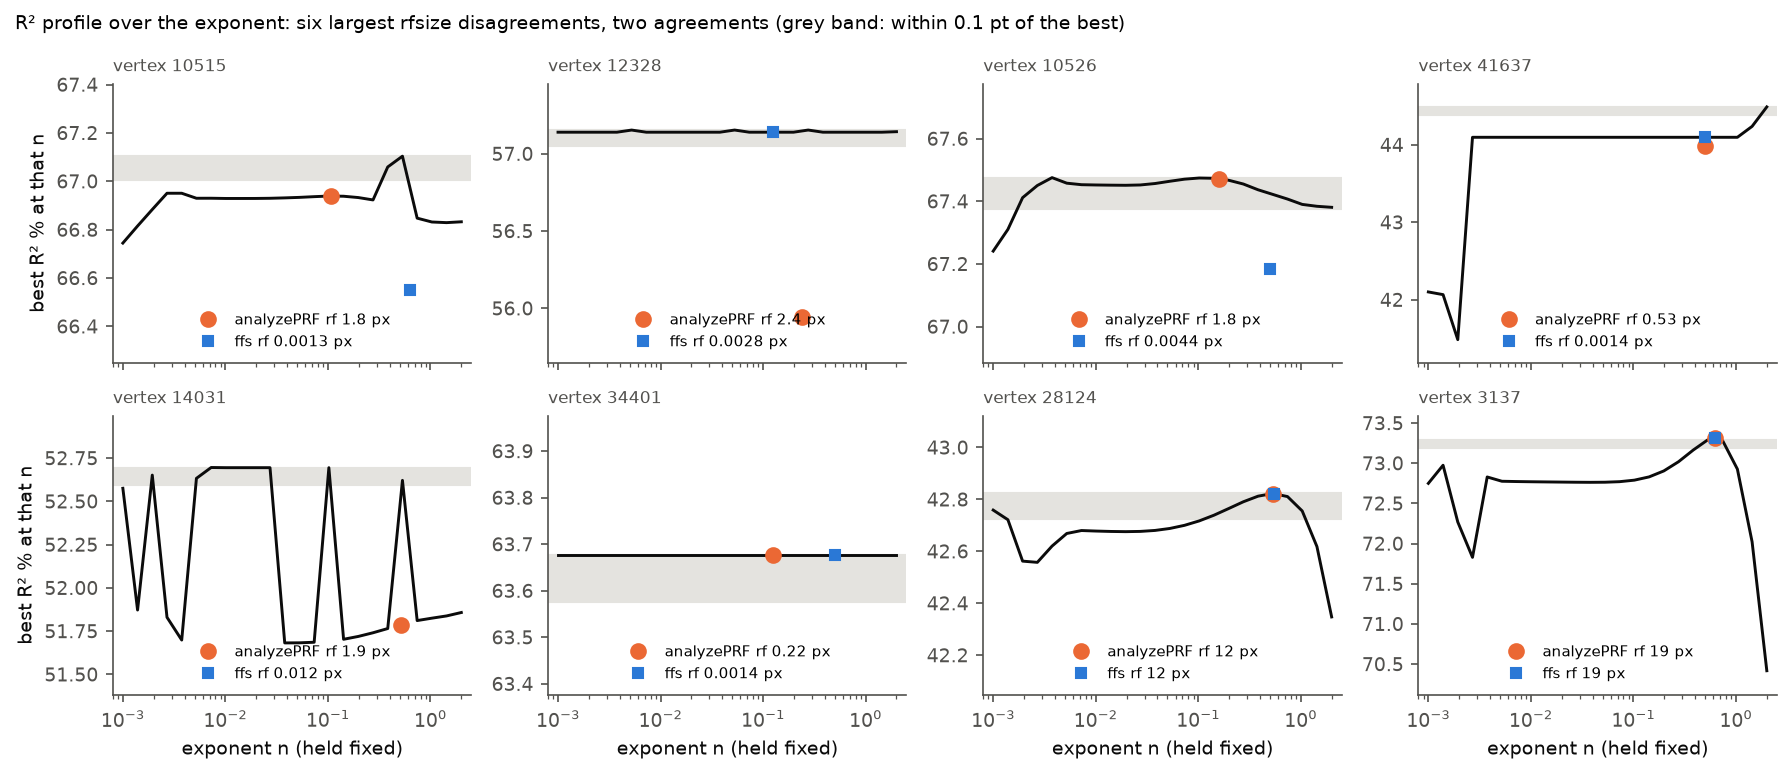 R² profile over the exponent: six largest rfsize disagreements, two agreements (grey band: within 0.1 pt of the best)
vertex 10515
vertex 12328
vertex 10526
vertex 41637
best R² % at that n
67.4
67.2
67.0
66.8
66.6
66.4
analyzePRF rf 1.8 px
ffs rf 0.0013 px
57.0
56.5
56.0
analyzePRF rf 2.4 px
ffs rf 0.0028 px
67.6
67.4
67.2
67.0
analyzePRF rf 1.8 px
ffs rf 0.0044 px
44
43
42
analyzePRF rf 0.53 px
ffs rf 0.0014 px
vertex 14031
vertex 34401
vertex 28124
vertex 3137
best R² % at that n
52.75
52.50
52.25
52.00
51.75
51.50
analyzePRF rf 1.9 px
ffs rf 0.012 px
10⁻³ 10⁻² 10⁻¹ 10⁰
exponent n (held fixed)
63.9
63.8
63.7
63.6
63.5
63.4
analyzePRF rf 0.22 px
ffs rf 0.0014 px
10⁻³ 10⁻² 10⁻¹ 10⁰
exponent n (held fixed)
43.0
42.8
42.6
42.4
42.2
analyzePRF rf 12 px
ffs rf 12 px
10⁻³ 10⁻² 10⁻¹ 10⁰
exponent n (held fixed)
73.5
73.0
72.5
72.0
71.5
71.0
70.5
analyzePRF rf 19 px
ffs rf 19 px
10⁻³ 10⁻² 10⁻¹ 10⁰
exponent n (held fixed)